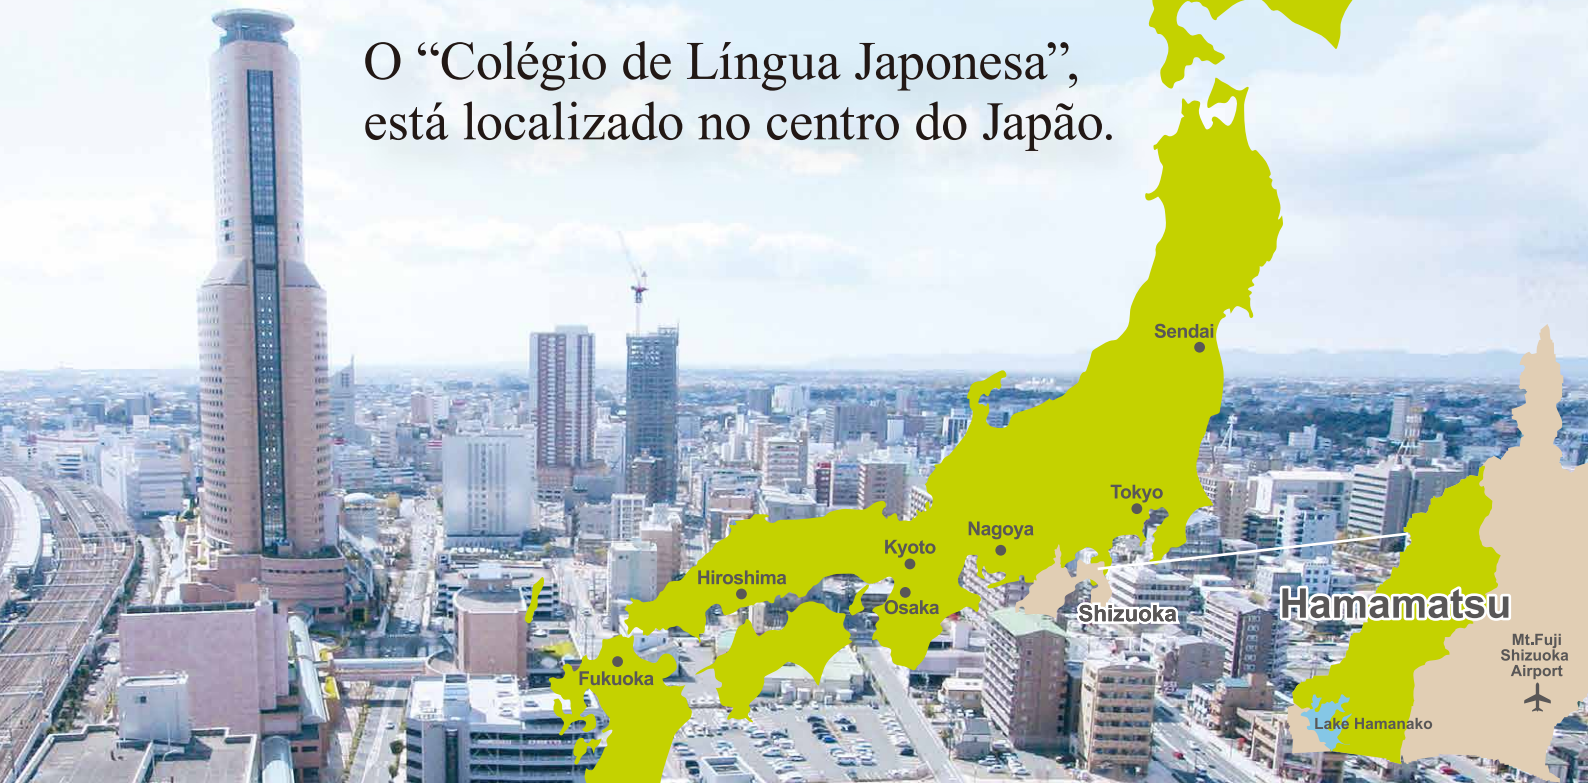 O “Colégio de Língua Japonesa”,
está localizado no centro do Japão.
Sendai
Tokyo
Nagoya
Kyoto
Hiroshima
Osaka
Shizuoka
Hamamatsu
Mt.Fuji
Shizuoka
Airport
Fukuoka
Lake Hamanako